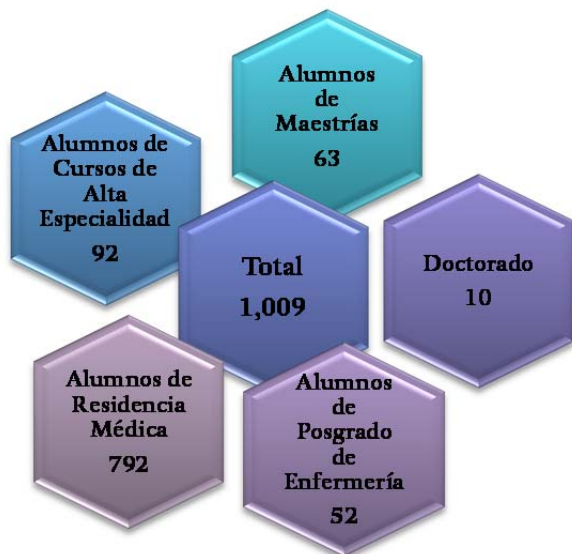 Alumnos
de
Maestrías
63
Alumnos de
Cursos de
Alta
Especialidad
92
Total
1,009
Doctorado
10
Alumnos de
Residencia
Médica
792
Alumnos
de
Posgrado
de
Enfermería
52